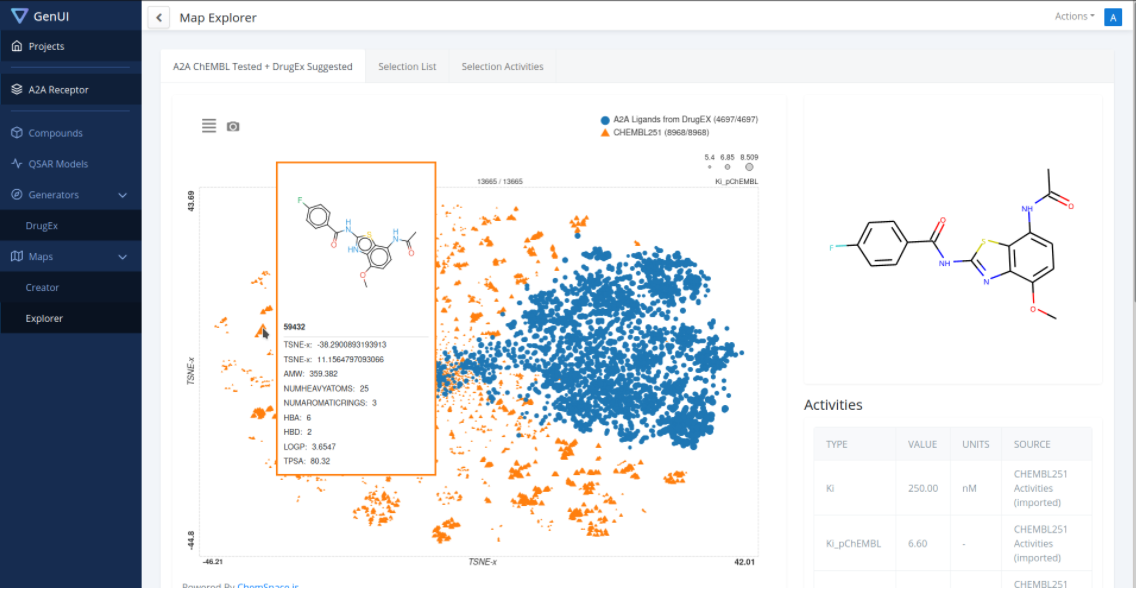 GenUI
Map Explorer
Actions
A
Projects
A2A Receptor
Compounds
QSAR Models
Generators
DrugEx
Maps
Creator
Explorer
A2A ChEMBL Tested + DrugEx Suggested
Selection List
Selection Activities
A2A Ligands from DrugEX (4697/4697)
CHEMBL251 (8968/8968)
5.4 6.85 8.509
13665 / 13665
Ki_pChEMBL
43.69
TSNE-x
-44.8
-46.21
TSNE-x
42.01
F
O
H
N
S
HN
H
N
O
O
59432
TSNE-x: -38.2900893193913
TSNE-x: 11.1564797093066
AMW: 359.382
NUMHEAVYATOMS: 25
NUMAROMATICRINGS: 3
HBA: 6
HBD: 2
LOGP: 3.6547
TPSA: 80.32
Powered By ChemSpace.js
F
O
NH
S
N
NH
O
O
Activities
TYPE VALUE UNITS SOURCE
Ki 250.00 nM CHEMBL251
Activities
(imported)
Ki_pChEMBL 6.60 - CHEMBL251
Activities
(imported)
CHEMBL251